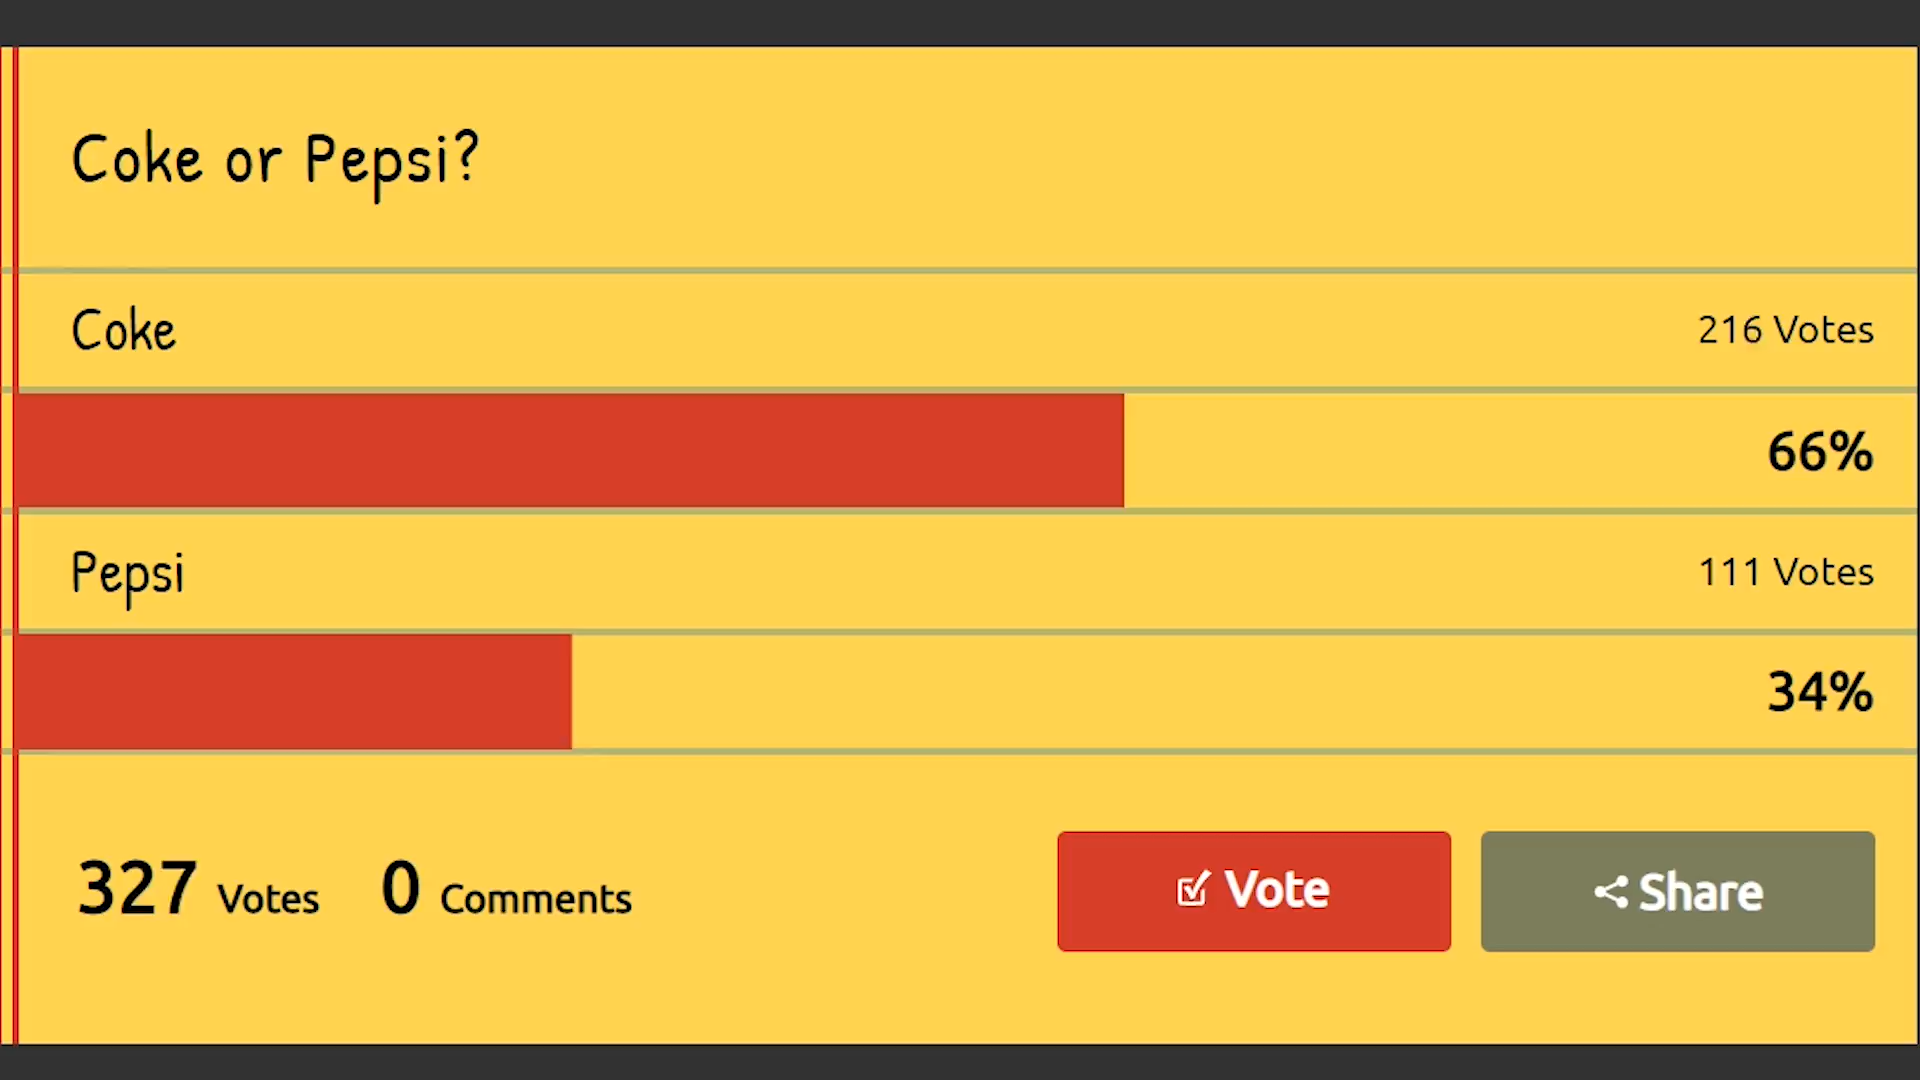 Coke or Pepsi?
Coke 216 Votes
66%
Pepsi 111 Votes
34%
327 Votes 0 Comments Vote Share